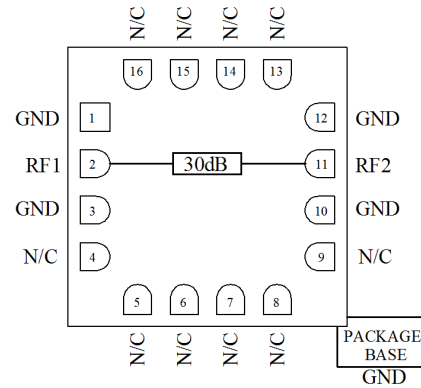 N/C N/C N/C N/C
16 15 14 13
GND 1 12 GND
RF1 2 30dB 11 RF2
GND 3 10 GND
N/C 4 9 N/C
5 6 7 8
N/C N/C N/C N/C
PACKAGE
BASE
GND